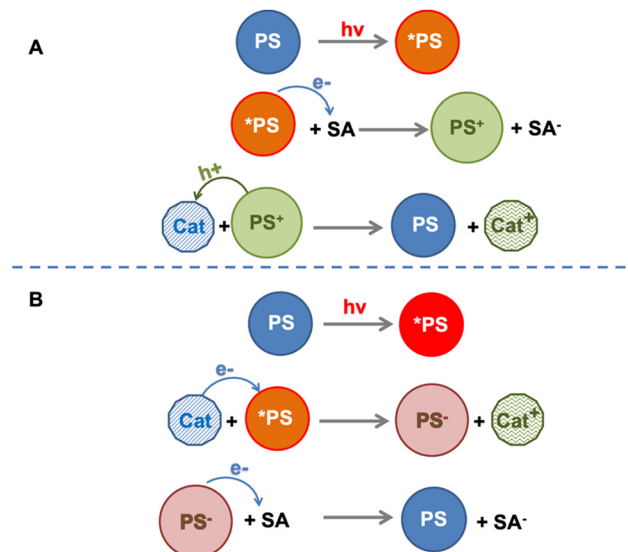 A
PS hv *PS
e-
*PS + SA PS⁺ + SA⁻
h+
Cat + PS⁺ PS + Cat⁺
B
PS hv *PS
e-
Cat + *PS PS⁻ + Cat⁺
e-
PS⁻ + SA PS + SA⁻